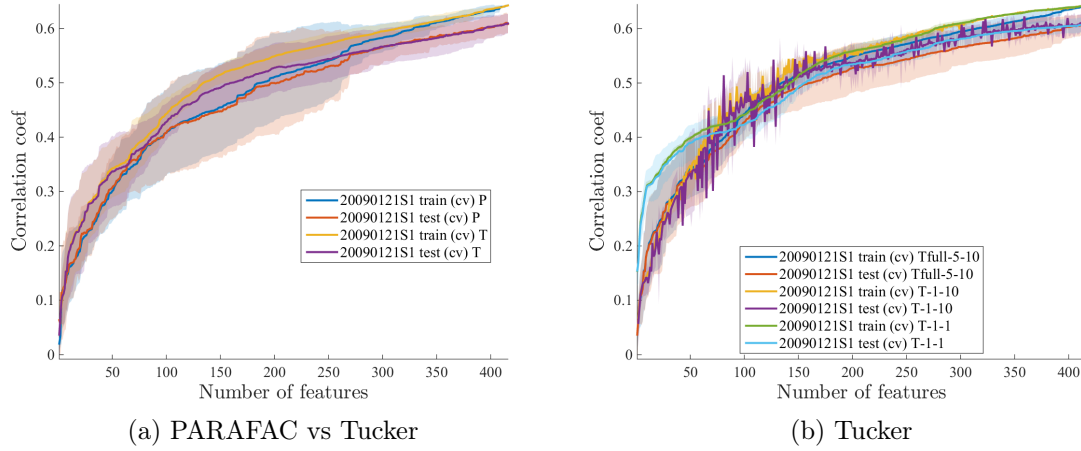 0.6
0.5
0.4
0.3
0.2
0.1
0
Correlation coef
20090121S1 train (cv) P
20090121S1 test (cv) P
20090121S1 train (cv) T
20090121S1 test (cv) T
50 100 150 200 250 300 350 400
Number of features
(a) PARAFAC vs Tucker
0.6
0.5
0.4
0.3
0.2
0.1
0
Correlation coef
20090121S1 train (cv) Tfull-5-10
20090121S1 test (cv) Tfull-5-10
20090121S1 train (cv) T-1-10
20090121S1 test (cv) T-1-10
20090121S1 train (cv) T-1-1
20090121S1 test (cv) T-1-1
50 100 150 200 250 300 350 400
Number of features
(b) Tucker